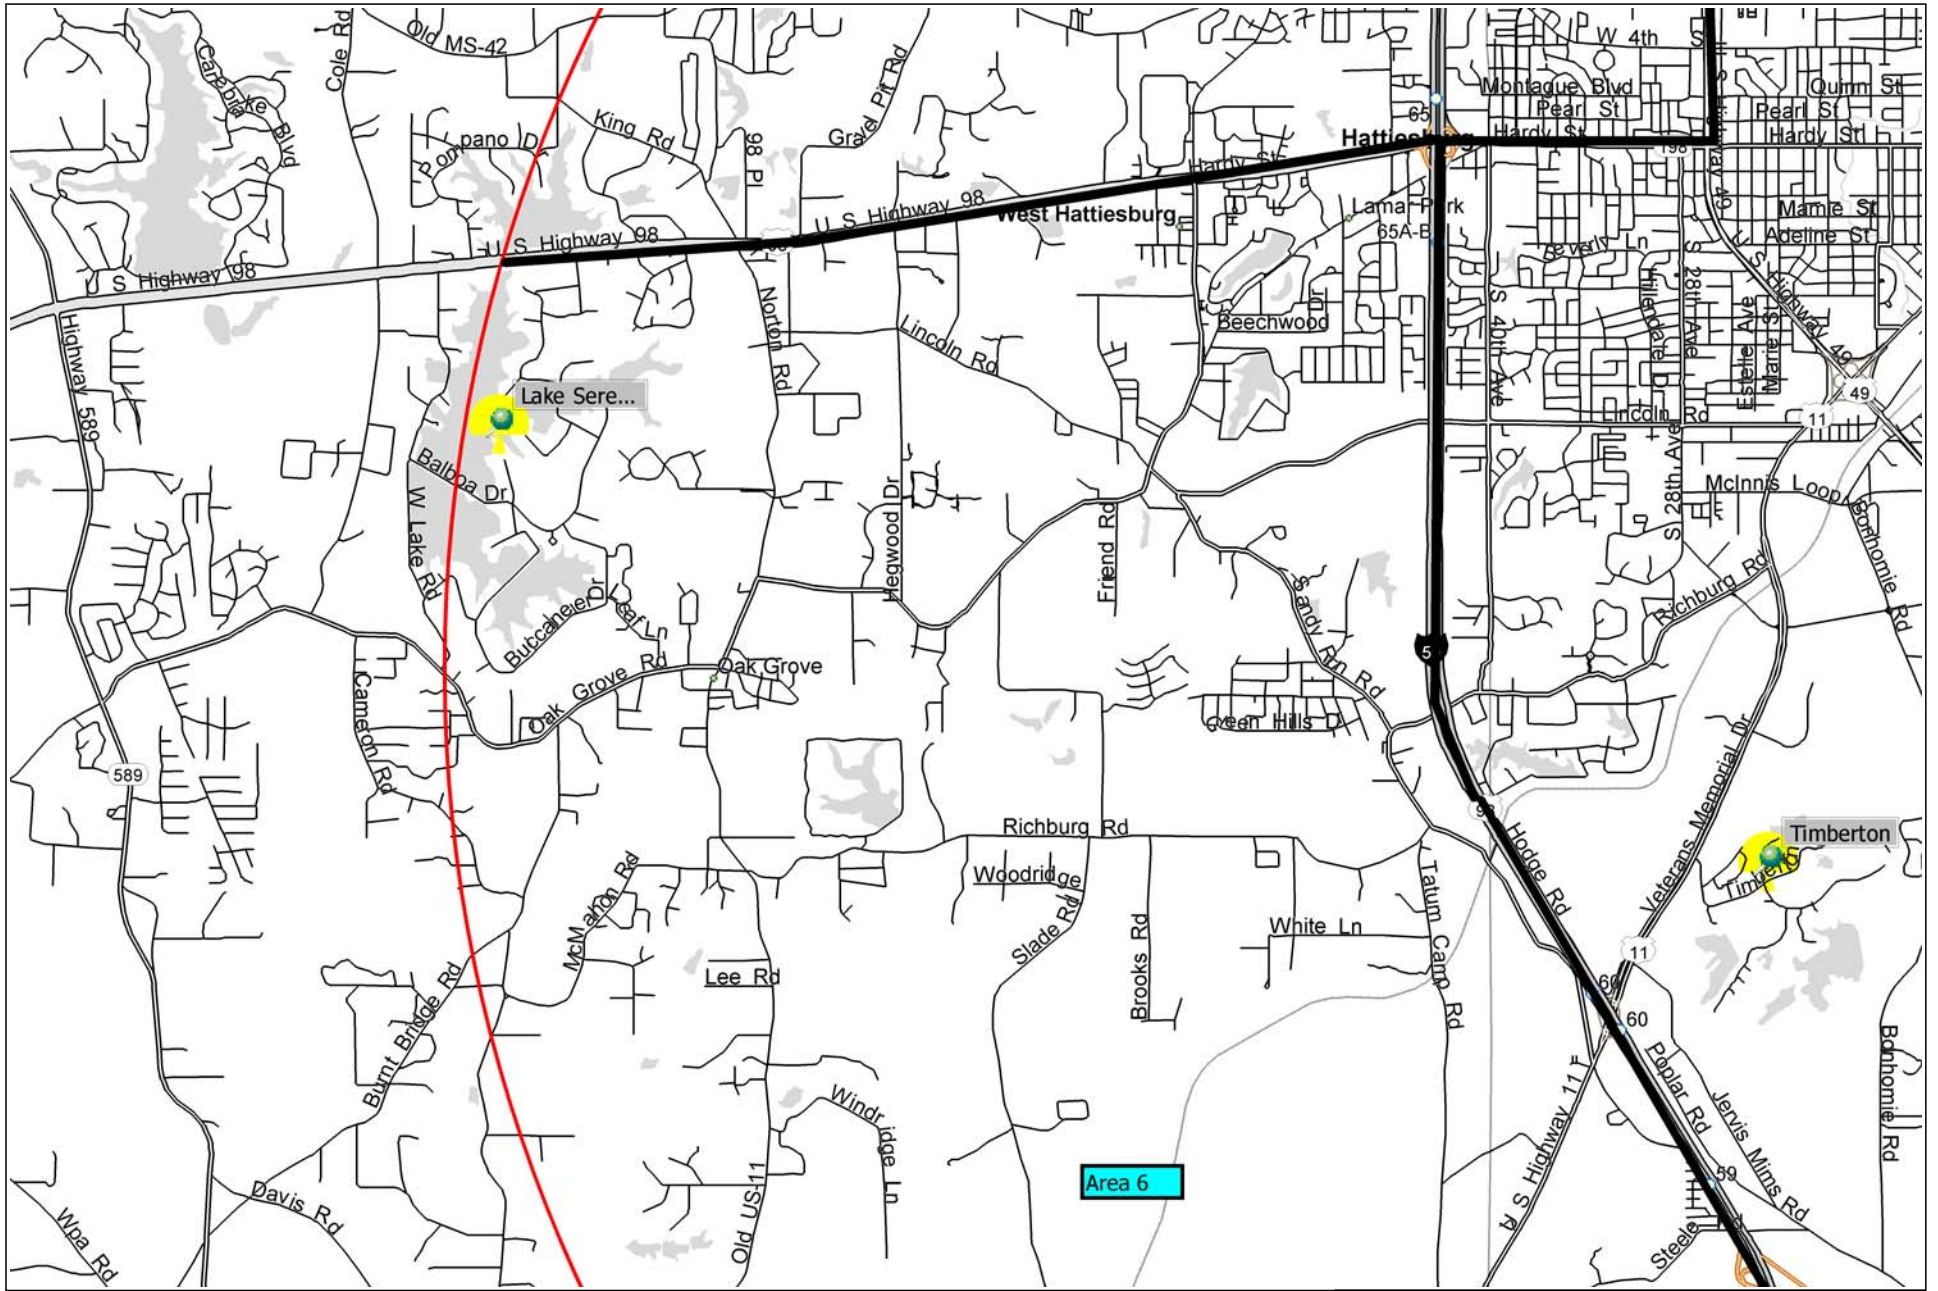 Old MS-42
Cole Rd
W 4th S
Blvd
Montague Blvd
Quinn St
Pearl St
Pearl St
Hardy St
Hardy St
65
Hattiesburg
198
King Rd
Pompano Dr
98 Pl
Gravel Pit Rd
Hardy St
U S Highway 98
U S Highway 98
U S Highway 98
West Hattiesburg
Lamar Park
65A-B
Mamie St
Adeline St
Beverly Ln
S 28th Ave
Hillendale D
S 40th Ave
Estelle Ave
Marie St
S Highway 49
49
11
Highway 589
Norton Rd
Lincoln Rd
Beechwood
Dr
Lincoln Rd
Lake Sere...
Balboa Dr
W Lake Rd
Hegwood Dr
Friend Rd
McInnis Loop
S 28th Ave
Bonhomie Rd
Richburg Rd
Sandy Run Rd
Buccaneer Dr
Leaf Ln
Oak Grove
Oak Grove Rd
5
Cameron Rd
Green Hills D
589
98
Veterans Memorial Dr
Timberton
Richburg Rd
Hodge Rd
Woodridge
Slade Rd
McMahon Rd
Tatum Camp Rd
White Ln
Brooks Rd
Lee Rd
11
60
60
Burnt Bridge Rd
Windridge Ln
Poplar Rd
Jervis Mims Rd
Bonhomie Rd
U S Highway 11
Area 6
59
Davis Rd
Wpa Rd
Old US-11
Steele Rd